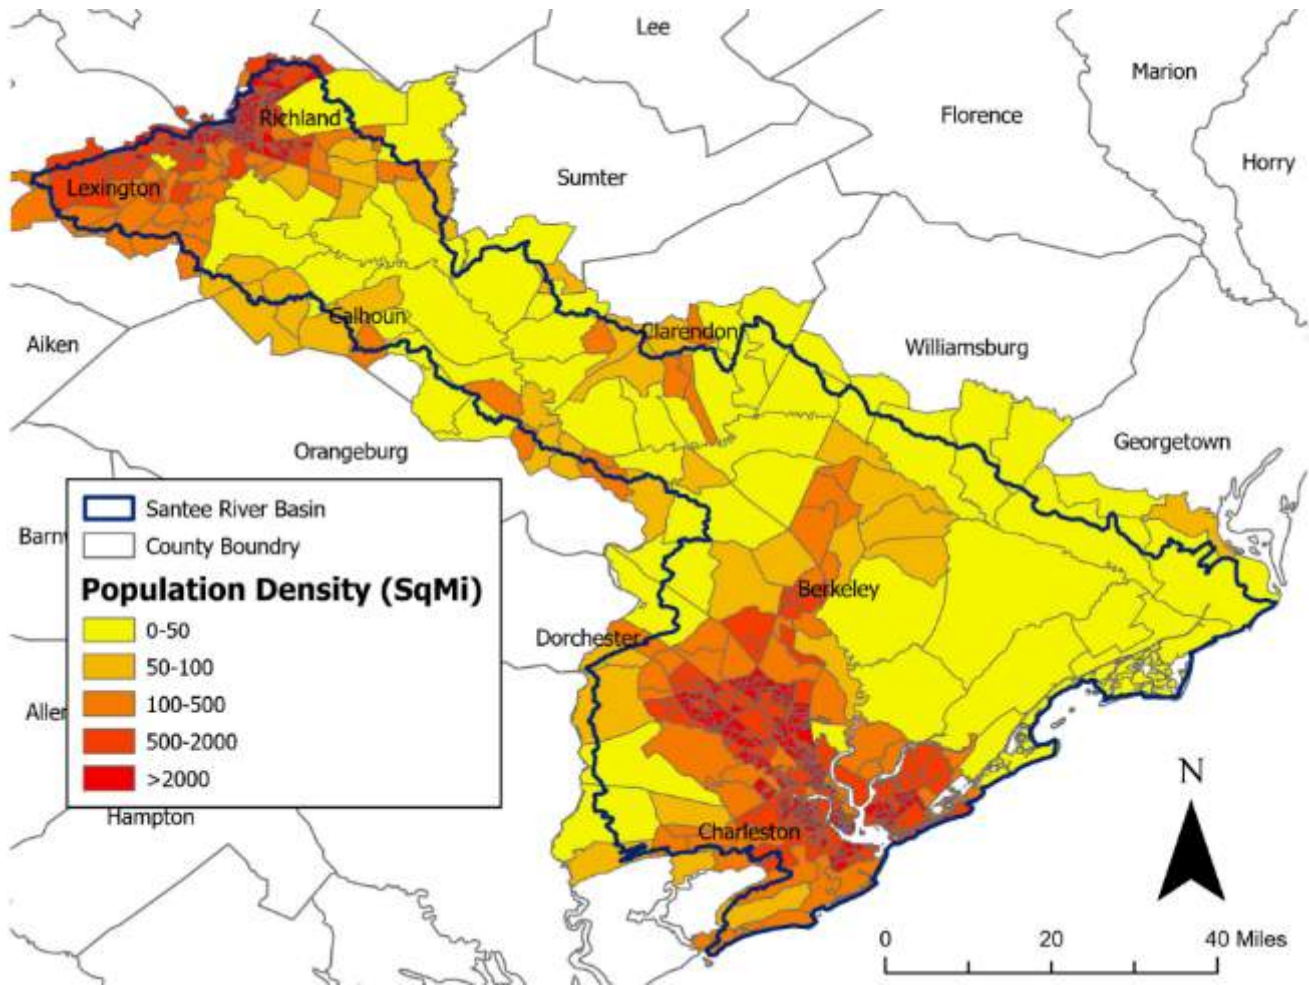 Lee
Marion
Florence
Horry
Richland
Sumter
Lexington
Calhoun
Clarendon
Aiken
Williamsburg
Georgetown
Orangeburg
Santee River Basin
Barn
County Boundry
Population Density (SqMi)
0-50
Berkeley
50-100
Dorchester
100-500
Aller
500-2000
>2000
N
Hampton
Charleston
0 20 40 Miles